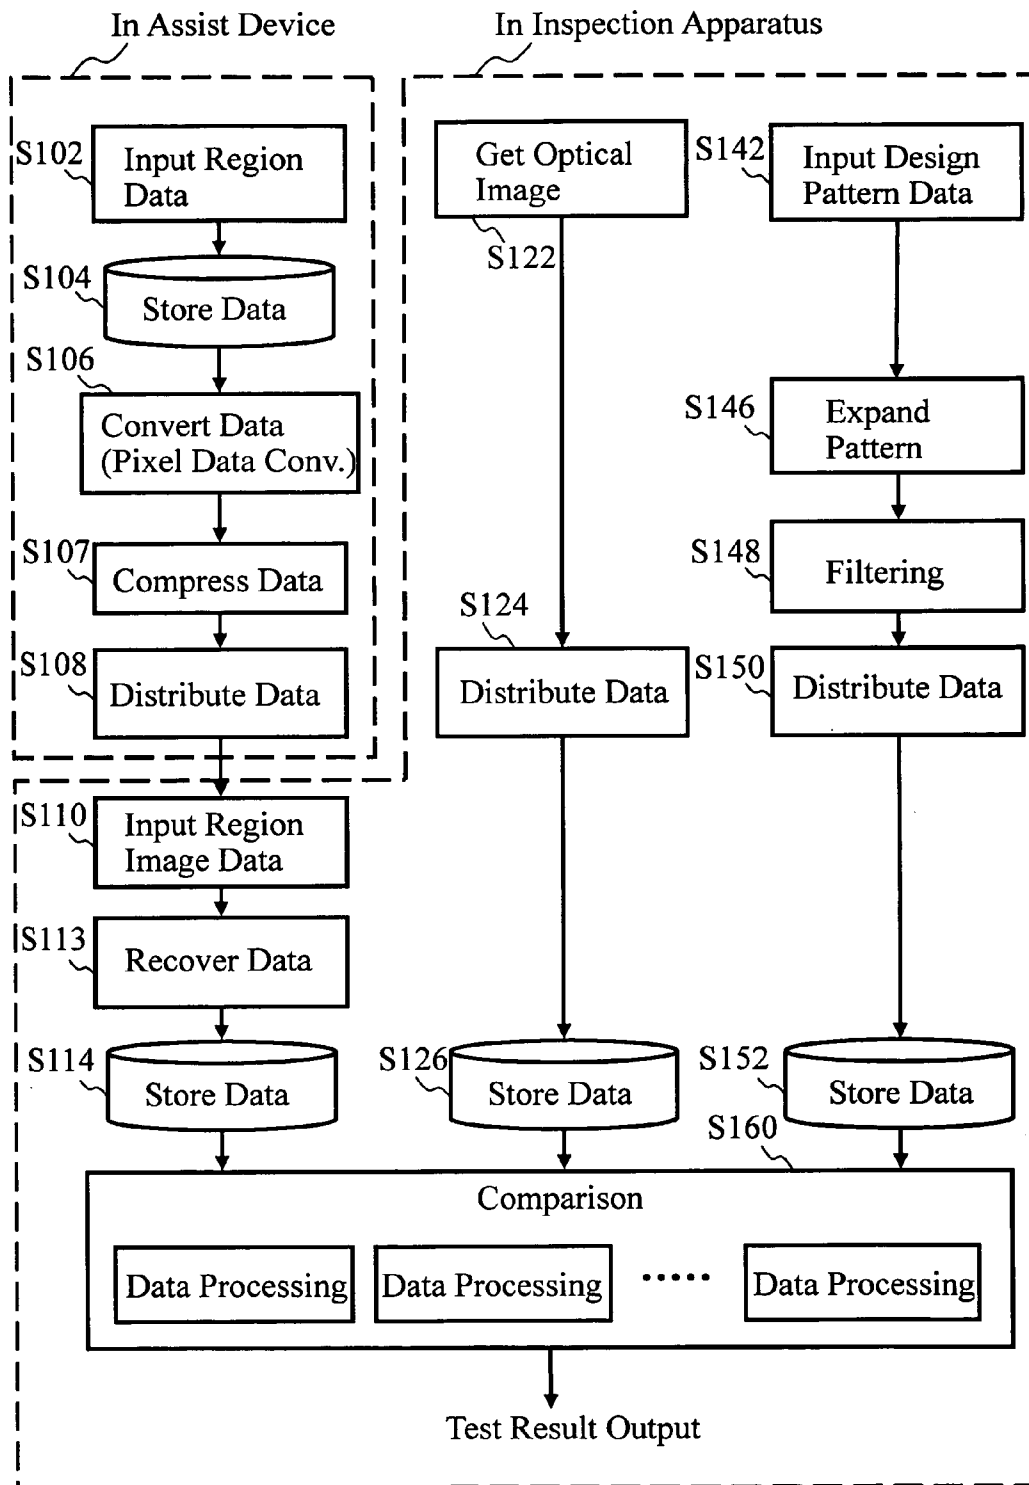 In Assist Device
In Inspection Apparatus
S102
Input Region
Data
S104
Store Data
S106
Convert Data
(Pixel Data Conv.)
S107
Compress Data
S108
Distribute Data
S110
Input Region
Image Data
S113
Recover Data
S114
Store Data
Get Optical
Image
S122
S124
Distribute Data
S126
Store Data
S142
Input Design
Pattern Data
S146
Expand
Pattern
S148
Filtering
S150
Distribute Data
S152
Store Data
S160
Comparison
Data Processing
Data Processing
.....
Data Processing
Test Result Output